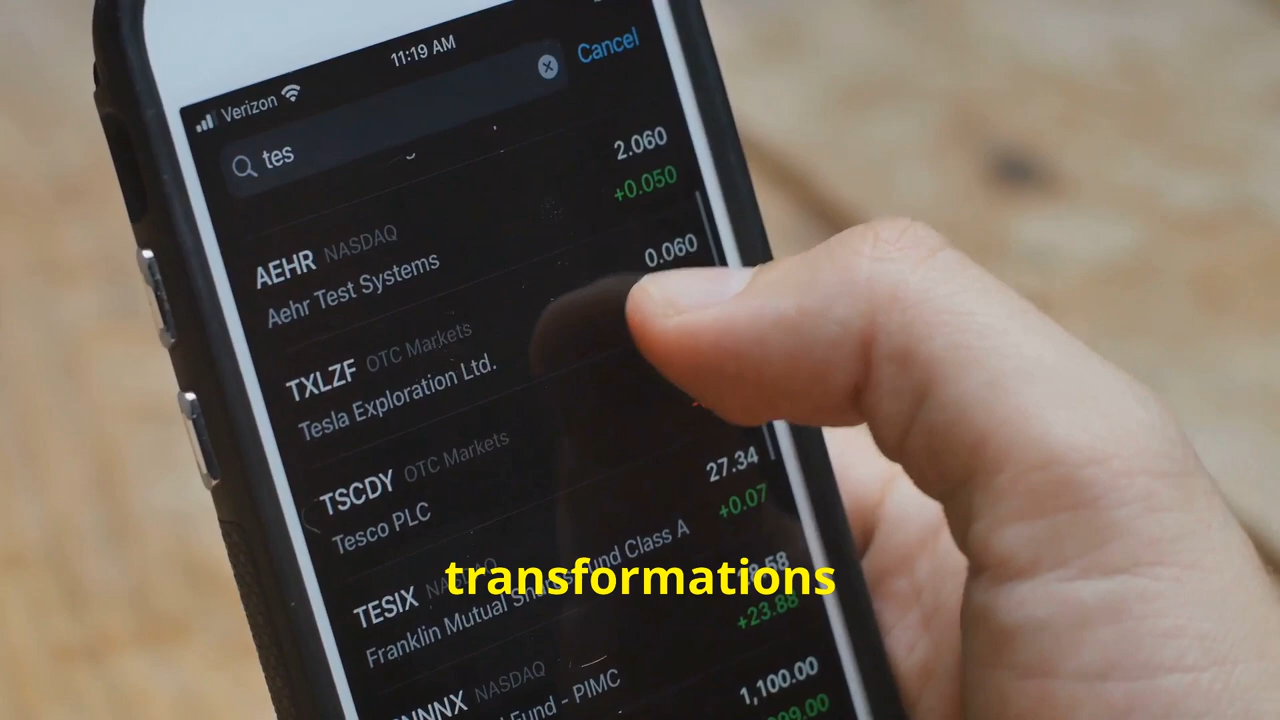 11:19 AM
Verizon
Cancel
tes
2.060
+0.050
AEHR NASDAQ
Aehr Test Systems
0.060
TXLZF OTC Markets
Tesla Exploration Ltd.
TSCDY OTC Markets
Tesco PLC
27.34
+0.07
TESIX
Franklin Mutual Fund Class A
transformations
+23.88
NASDAQ
Fund - PIMC
1,100.00